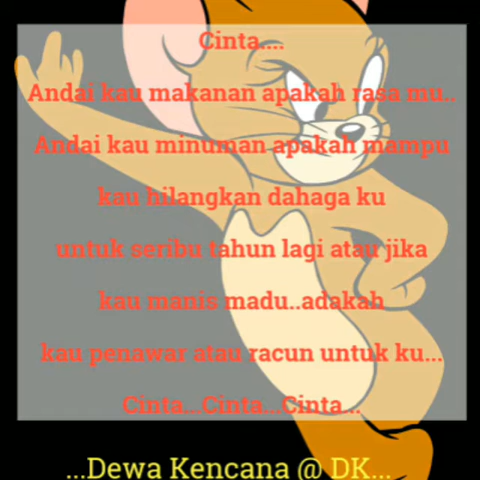 Cinta....
Andai kau makanan apakah rasa mu..
Andai kau minuman apakah mampu
kau hilangkan dahaga ku
untuk seribu tahun lagi atau jika
kau manis madu..adakah
kau penawar atau racun untuk ku...
Cinta...Cinta...Cinta...
...Dewa Kencana @ DK...